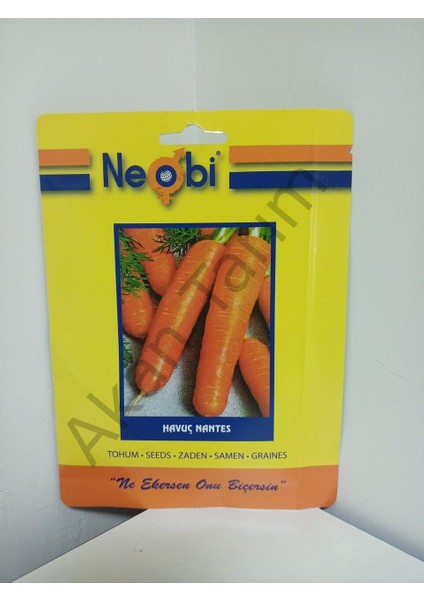 Neobi®
HAVUÇ NANTES
TOHUM • SEEDS • ZADEN • SAMEN • GRAINES
"Ne Ekersen Onu Biçersin"
Akan Tarım